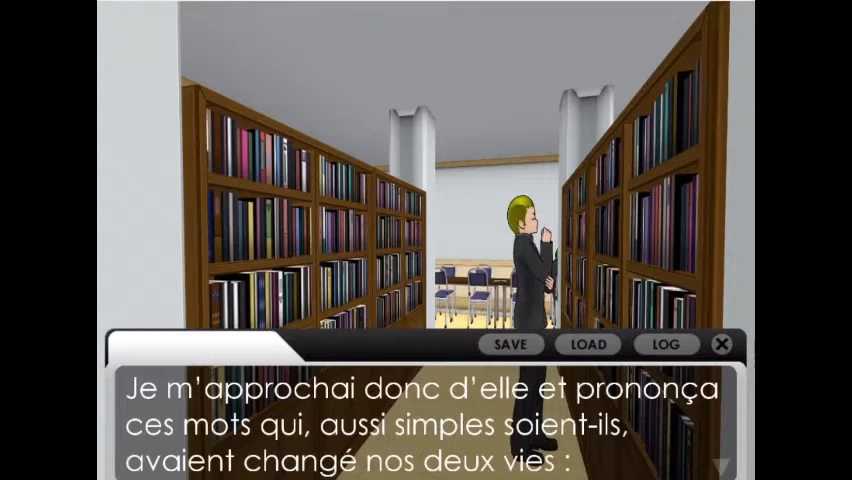 SAVE LOAD LOG
Je m'approchai donc d'elle et prononça
ces mots qui, aussi simples soient-ils,
avaient changé nos deux vies :